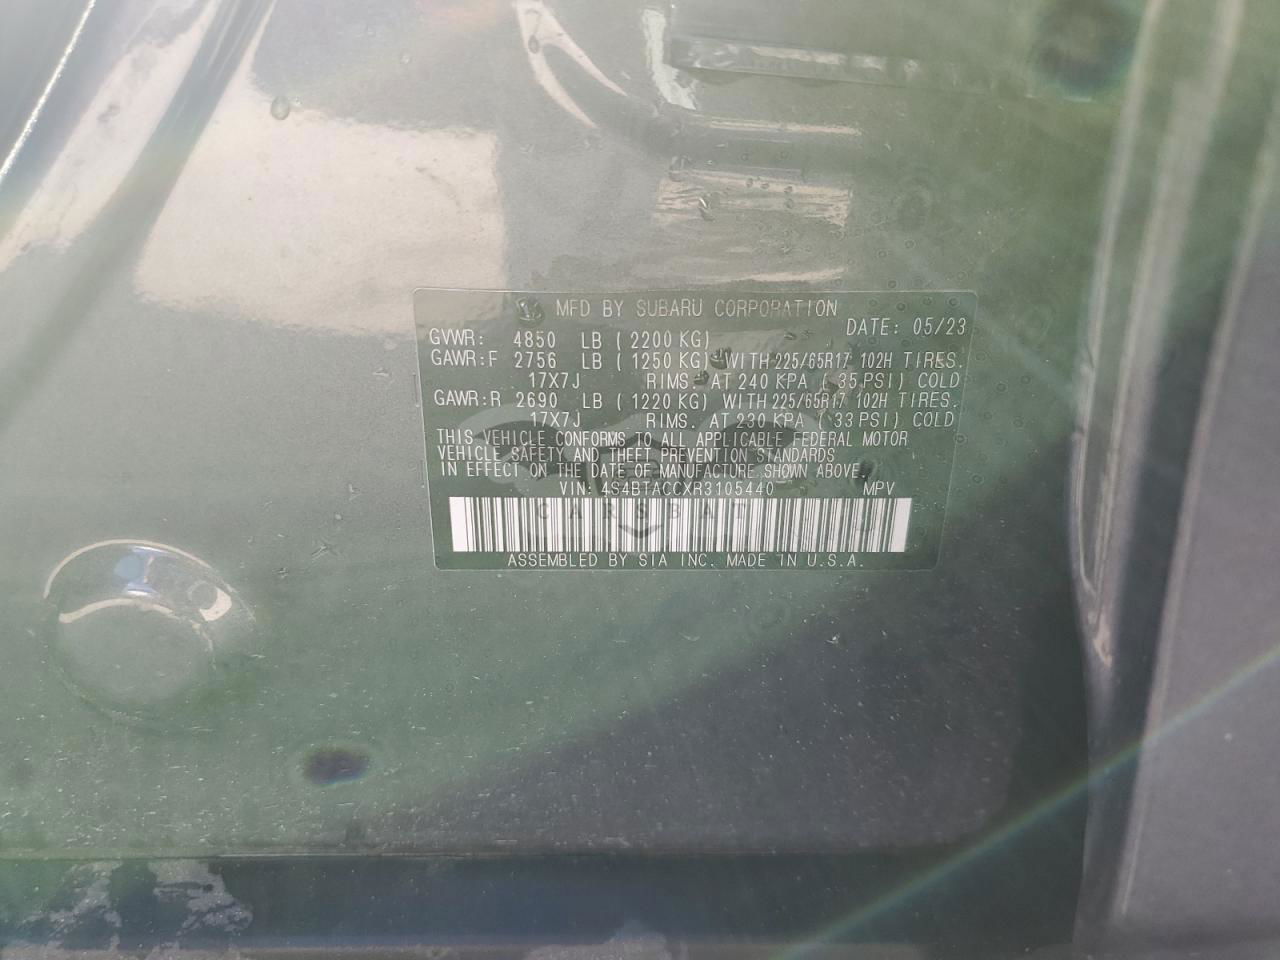 MFD BY SUBARU CORPORATION
DATE: 05/23
GVWR: 4850 LB ( 2200 KG)
GAWR:F 2756 LB ( 1250 KG) WITH 225/65R17 102H TIRES.
17X7J RIMS. AT 240 KPA ( 35 PSI) COLD
GAWR:R 2690 LB ( 1220 KG) WITH 225/65R17 102H TIRES.
17X7J RIMS. AT 230 KPA ( 33 PSI) COLD
THIS VEHICLE CONFORMS TO ALL APPLICABLE FEDERAL MOTOR
VEHICLE SAFETY AND THEFT PREVENTION STANDARDS
IN EFFECT ON THE DATE OF MANUFACTURE SHOWN ABOVE.
VIN: 4S4BTACCXR3105440 MPV
CARSBAT
ASSEMBLED BY SIA INC. MADE IN U.S.A.